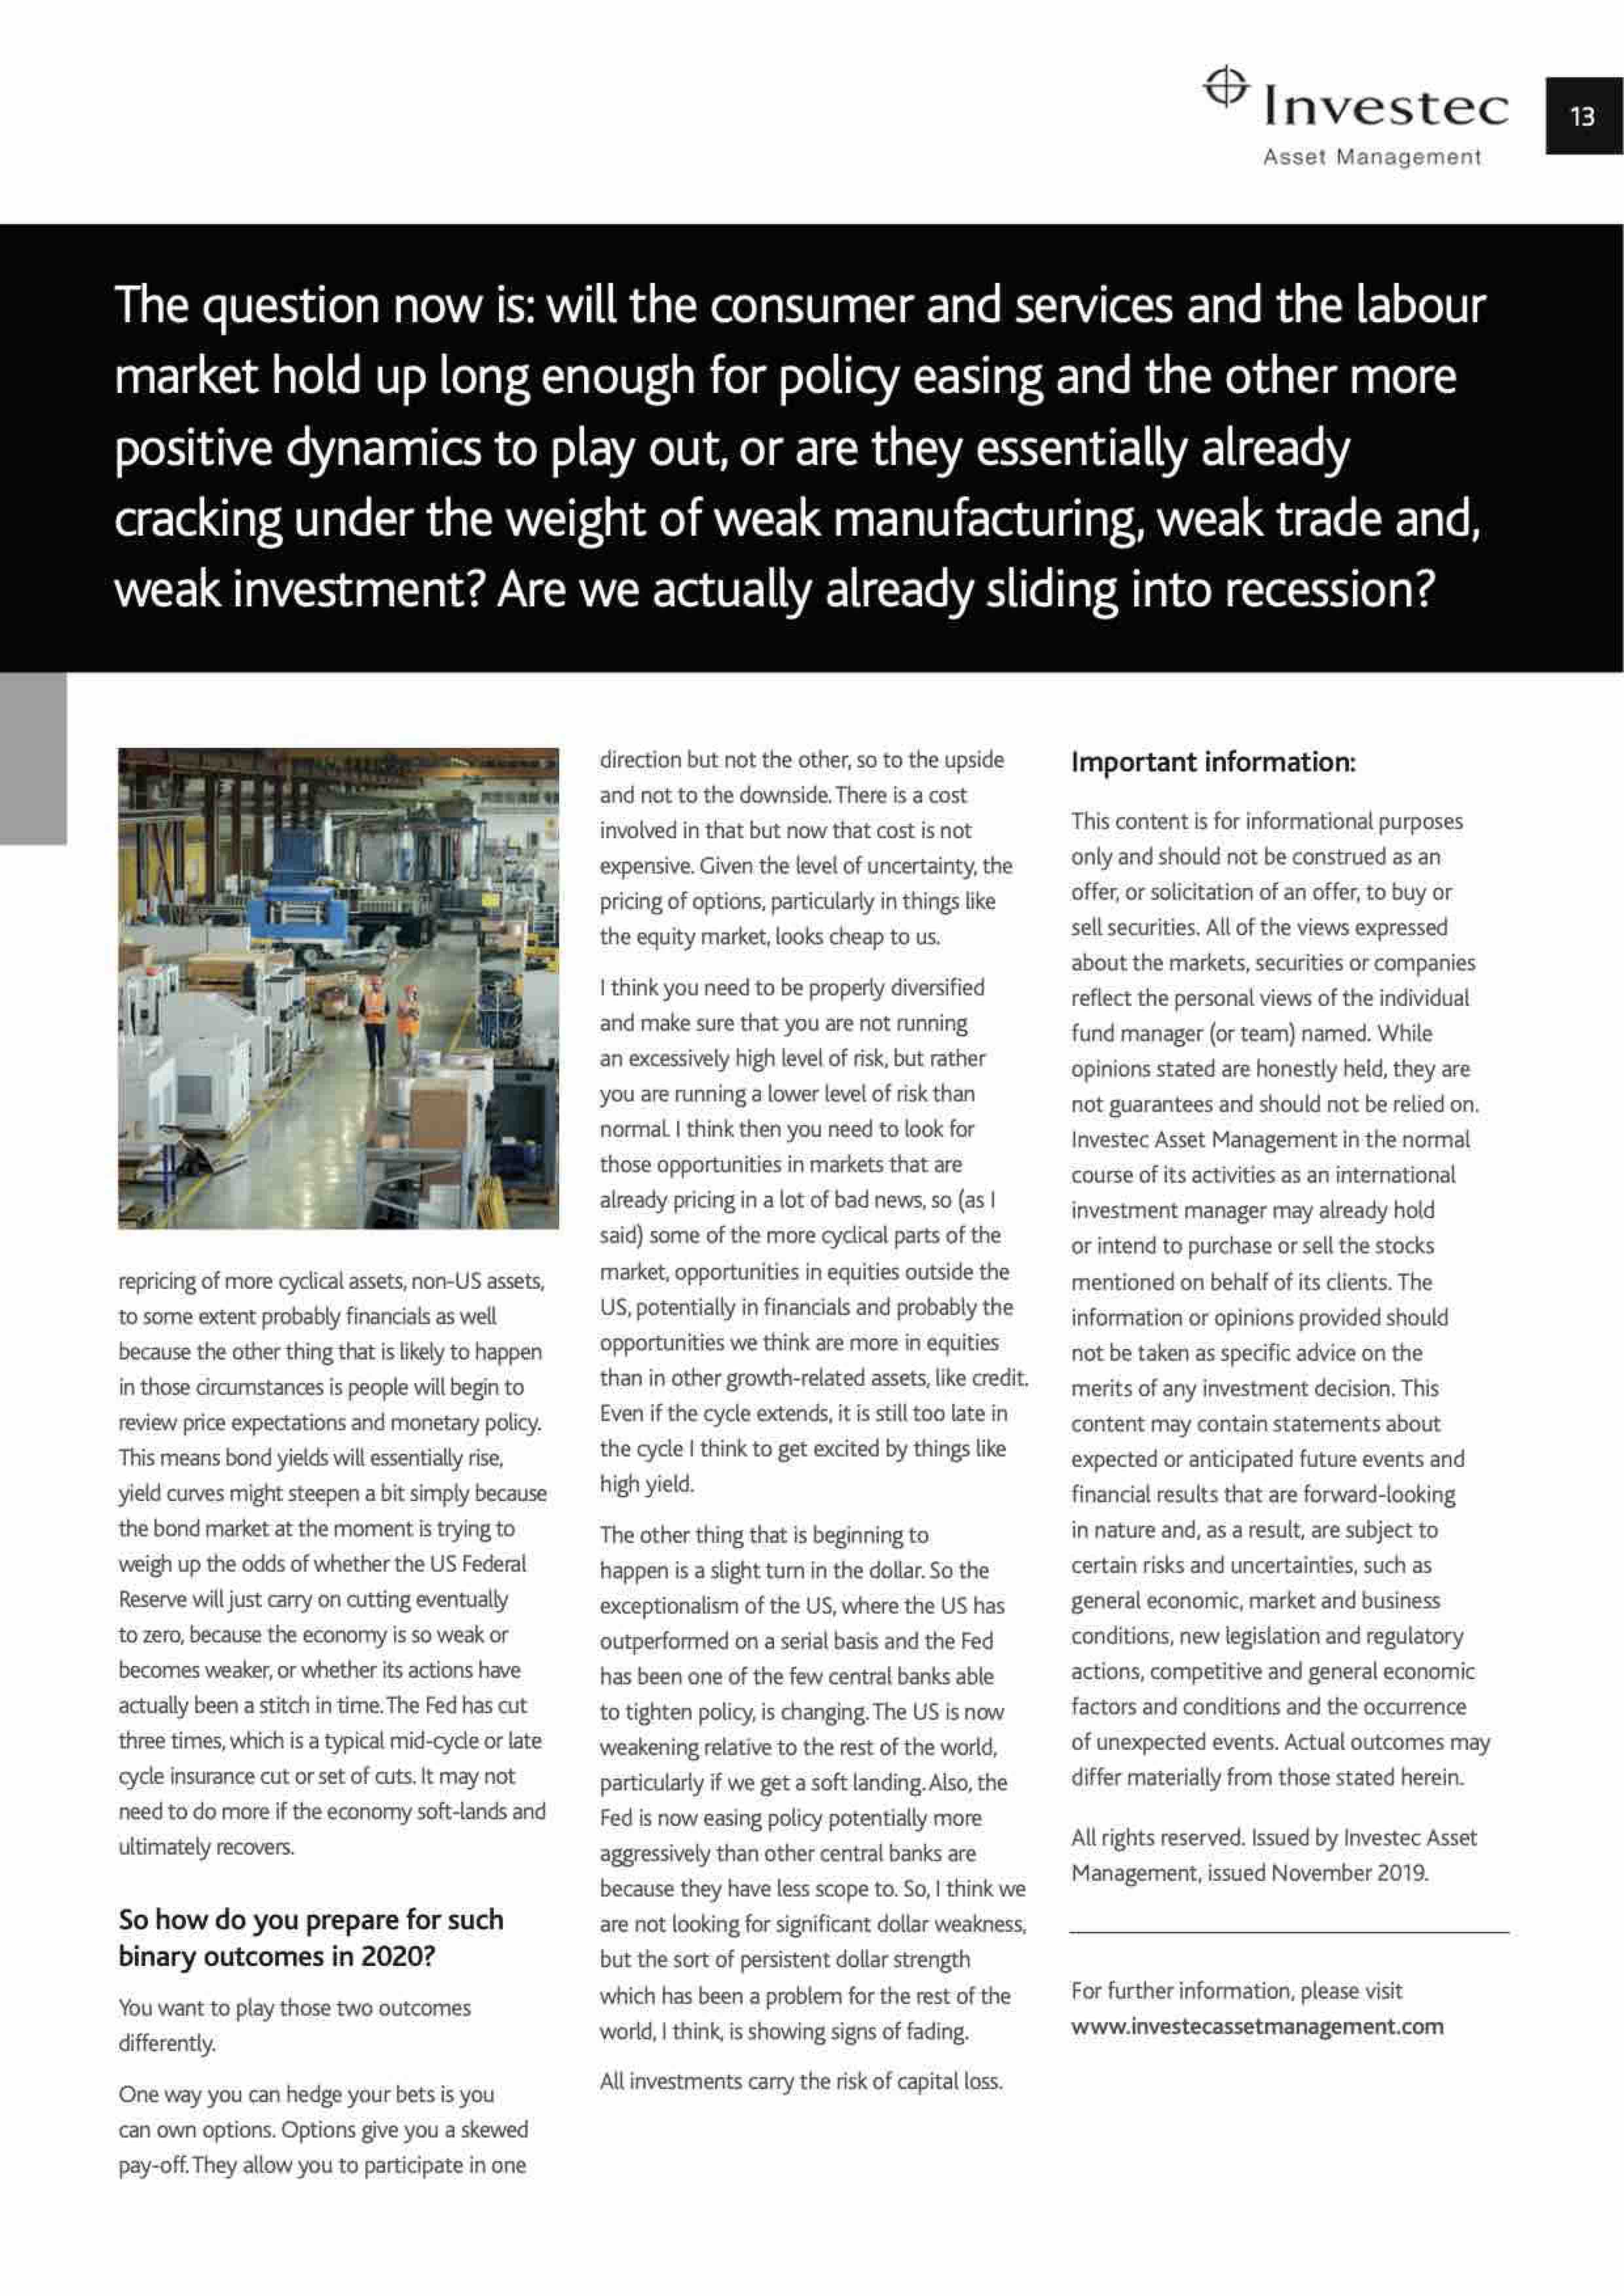 Investec
Asset Management
13
The question now is: will the consumer and services and the labour
market hold up long enough for policy easing and the other more
positive dynamics to play out, or are they essentially already
cracking under the weight of weak manufacturing, weak trade and,
weak investment? Are we actually already sliding into recession?
repricing of more cyclical assets, non-US assets,
to some extent probably financials as well
because the other thing that is likely to happen
in those circumstances is people will begin to
review price expectations and monetary policy.
This means bond yields will essentially rise,
yield curves might steepen a bit simply because
the bond market at the moment is trying to
weigh up the odds of whether the US Federal
Reserve will just carry on cutting eventually
to zero, because the economy is so weak or
becomes weaker, or whether its actions have
actually been a stitch in time. The Fed has cut
three times, which is a typical mid-cycle or late
cycle insurance cut or set of cuts. It may not
need to do more if the economy soft-lands and
ultimately recovers.
So how do you prepare for such
binary outcomes in 2020?
You want to play those two outcomes
differently.
One way you can hedge your bets is you
can own options. Options give you a skewed
pay-off. They allow you to participate in one
direction but not the other, so to the upside
and not to the downside. There is a cost
involved in that but now that cost is not
expensive. Given the level of uncertainty, the
pricing of options, particularly in things like
the equity market, looks cheap to us.
I think you need to be properly diversified
and make sure that you are not running
an excessively high level of risk, but rather
you are running a lower level of risk than
normal. I think then you need to look for
those opportunities in markets that are
already pricing in a lot of bad news, so (as I
said) some of the more cyclical parts of the
market, opportunities in equities outside the
US, potentially in financials and probably the
opportunities we think are more in equities
than in other growth-related assets, like credit.
Even if the cycle extends, it is still too late in
the cycle I think to get excited by things like
high yield.
The other thing that is beginning to
happen is a slight turn in the dollar. So the
exceptionalism of the US, where the US has
outperformed on a serial basis and the Fed
has been one of the few central banks able
to tighten policy, is changing. The US is now
weakening relative to the rest of the world,
particularly if we get a soft landing. Also, the
Fed is now easing policy potentially more
aggressively than other central banks are
because they have less scope to. So, I think we
are not looking for significant dollar weakness,
but the sort of persistent dollar strength
which has been a problem for the rest of the
world, I think, is showing signs of fading.
All investments carry the risk of capital loss.
Important information:
This content is for informational purposes
only and should not be construed as an
offer, or solicitation of an offer, to buy or
sell securities. All of the views expressed
about the markets, securities or companies
reflect the personal views of the individual
fund manager (or team) named. While
opinions stated are honestly held, they are
not guarantees and should not be relied on.
Investec Asset Management in the normal
course of its activities as an international
investment manager may already hold
or intend to purchase or sell the stocks
mentioned on behalf of its clients. The
information or opinions provided should
not be taken as specific advice on the
merits of any investment decision. This
content may contain statements about
expected or anticipated future events and
financial results that are forward-looking
in nature and, as a result, are subject to
certain risks and uncertainties, such as
general economic, market and business
conditions, new legislation and regulatory
actions, competitive and general economic
factors and conditions and the occurrence
of unexpected events. Actual outcomes may
differ materially from those stated herein.
All rights reserved. Issued by Investec Asset
Management, issued November 2019.
For further information, please visit
www.investecassetmanagement.com